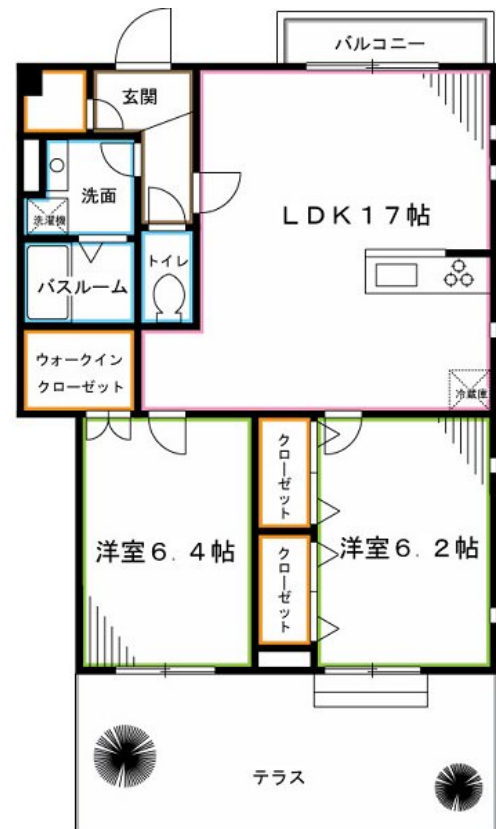 バルコニー
玄関
洗面
洗濯機
LDK17帖
トイレ
バスルーム
ウォークイン
クローゼット
冷蔵庫
クローゼット
洋室6.4帖
洋室6.2帖
クローゼット
テラス